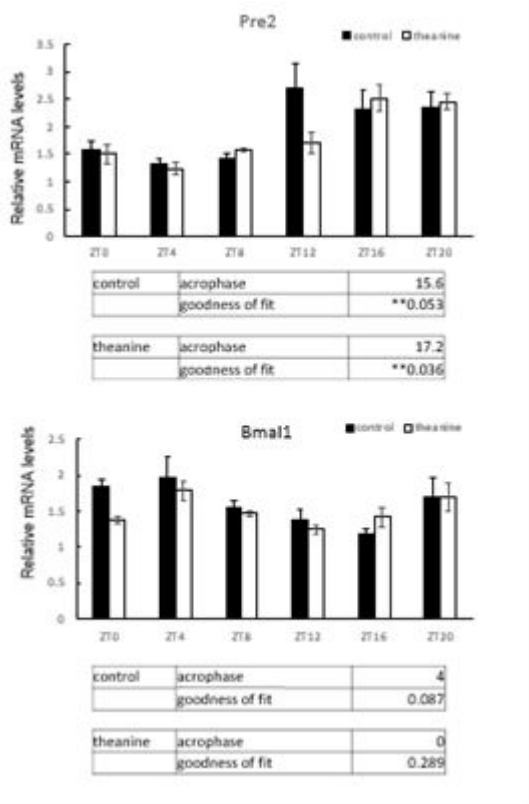 Pre2
control theanine
Relative mRNA levels
3.5
3
2.5
2
1.5
1
0.5
0
ZT0 ZT4 ZT8 ZT12 ZT16 ZT20
control acrophase 15.6
goodness of fit **0.053
theanine acrophase 17.2
goodness of fit **0.036
Bmal1
control theanine
Relative mRNA levels
2.5
2
1.5
1
0.5
0
ZT0 ZT4 ZT8 ZT12 ZT16 ZT20
control acrophase 4
goodness of fit 0.087
theanine acrophase 0
goodness of fit 0.289